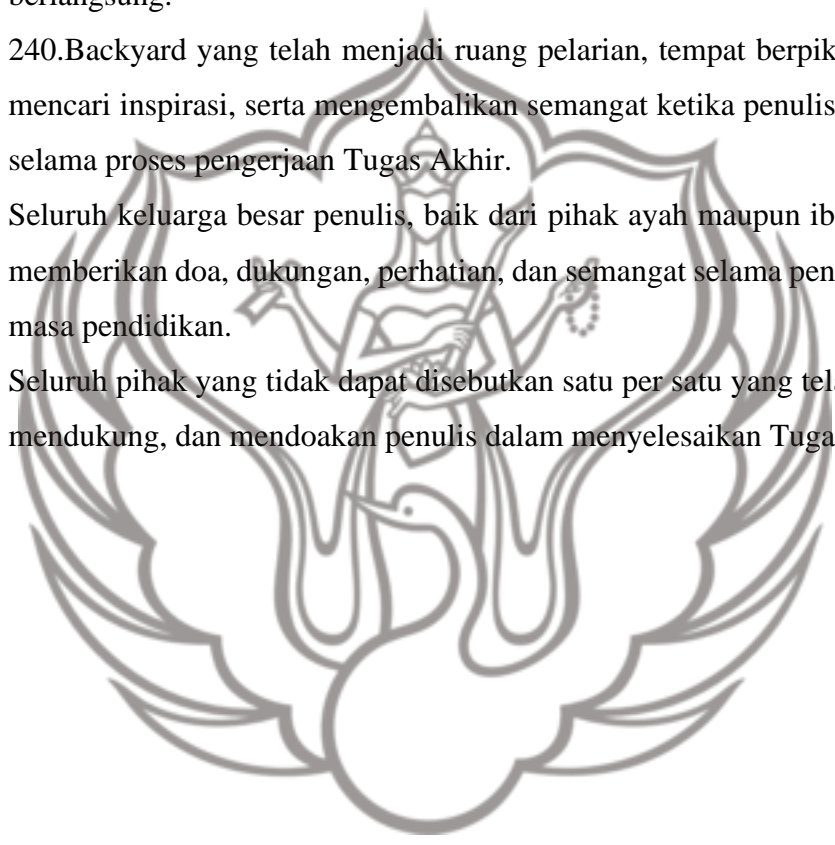 berlangsung.
240.Backyard yang telah menjadi ruang pelarian, tempat berpik
mencari inspirasi, serta mengembalikan semangat ketika penulis
selama proses pengerjaan Tugas Akhir.
Seluruh keluarga besar penulis, baik dari pihak ayah maupun ib
memberikan doa, dukungan, perhatian, dan semangat selama pen
masa pendidikan.
Seluruh pihak yang tidak dapat disebutkan satu per satu yang tel
mendukung, dan mendoakan penulis dalam menyelesaikan Tuga